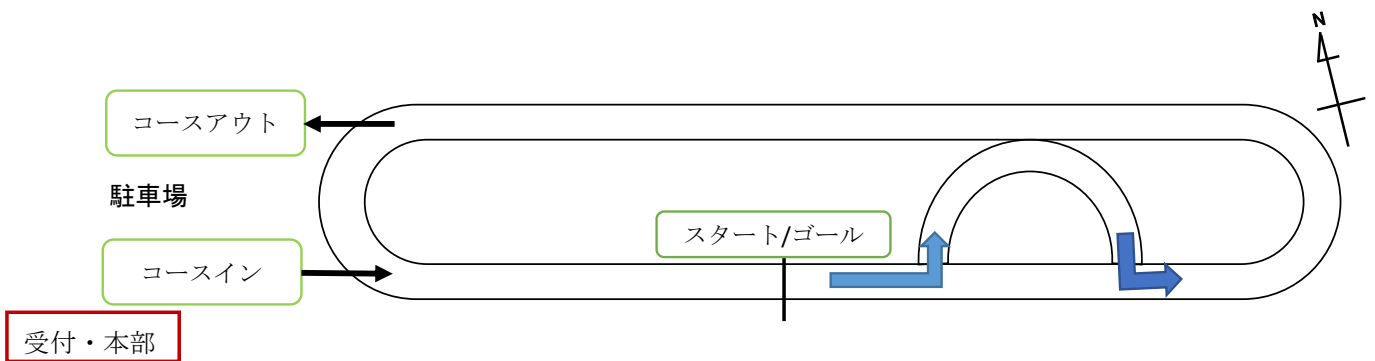 N
コースアウト
駐車場
スタート/ゴール
コースイン
受付・本部